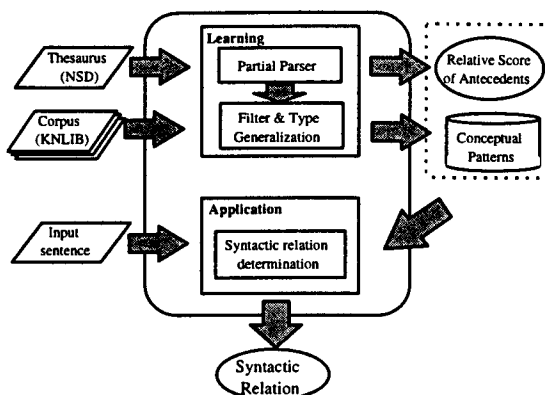 Learning
Thesaurus
(NSD)
Partial Parser
Relative Score
of Antecedents
Corpus
(KNLIB)
Filter & Type
Generalization
Conceptual
Patterns
Application
Input
sentence
Syntactic relation
determination
Syntactic
Relation